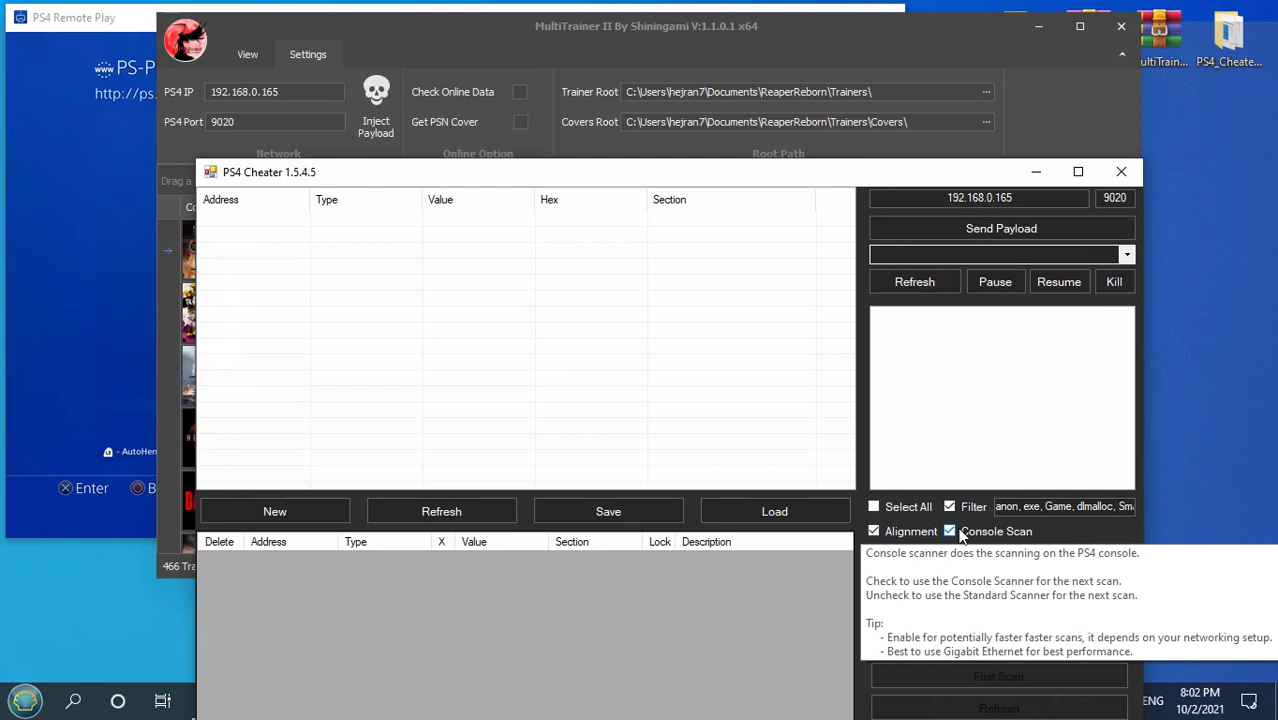 PS4 Remote Play
MultiTrainer II By Shiningami V:1.1.0.1 x64
View
Settings
www PS-P
http://ps.
PS4 IP
192.168.0.165
PS4 Port
9020
Inject
Payload
Network
Check Online Data
Get PSN Cover
Online Option
Trainer Root
C:\Users\hejran7\Documents\ReaperReborn\Trainers\
...
Covers Root
C:\Users\hejran7\Documents\ReaperReborn\Trainers\Covers\
...
Root Path
Drag a
Co
AutoHen
Enter
B
466 Tra
PS4 Cheater 1.5.4.5
Address
Type
Value
Hex
Section
192.168.0.165
9020
Send Payload
Refresh
Pause
Resume
Kill
New
Refresh
Save
Load
Select All
Filter
anon, exe, Game, dlmalloc, Sm
Alignment
Console Scan
Delete
Address
Type
X
Value
Section
Lock
Description
Console scanner does the scanning on the PS4 console.
Check to use the Console Scanner for the next scan.
Uncheck to use the Standard Scanner for the next scan.
Tip:
- Enable for potentially faster faster scans, it depends on your networking setup.
- Best to use Gigabit Ethernet for best performance.
First Scan
Refresh
MultiTrain...
PS4_Cheate...
ENG
8:02 PM
10/2/2021